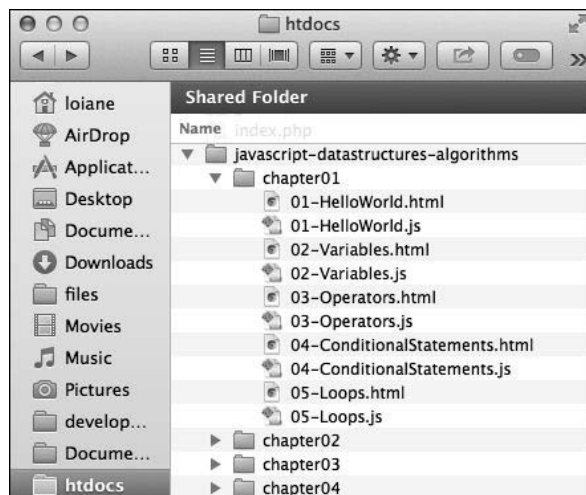 htdocs
loiane
AirDrop
Applicat...
Desktop
Docume...
Downloads
files
Movies
Music
Pictures
develop...
Docume...
htdocs
Shared Folder
Name
index.php
javascript-datastructures-algorithms
chapter01
01-HelloWorld.html
01-HelloWorld.js
02-Variables.html
02-Variables.js
03-Operators.html
03-Operators.js
04-ConditionalStatements.html
04-ConditionalStatements.js
05-Loops.html
05-Loops.js
chapter02
chapter03
chapter04